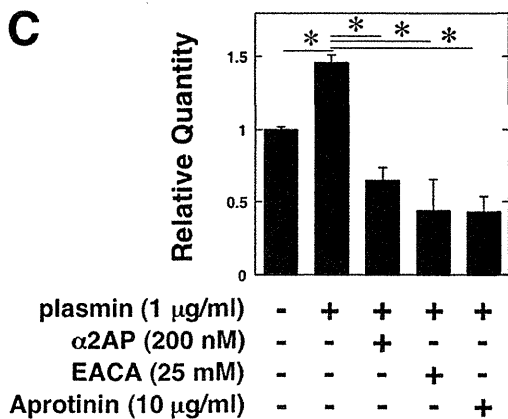 C
Relative Quantity
1.5
1
0.5
0
* * * *
plasmin (1 μg/ml) - + + + +
α2AP (200 nM) - - + - -
EACA (25 mM) - - - + -
Aprotinin (10 μg/ml) - - - - +